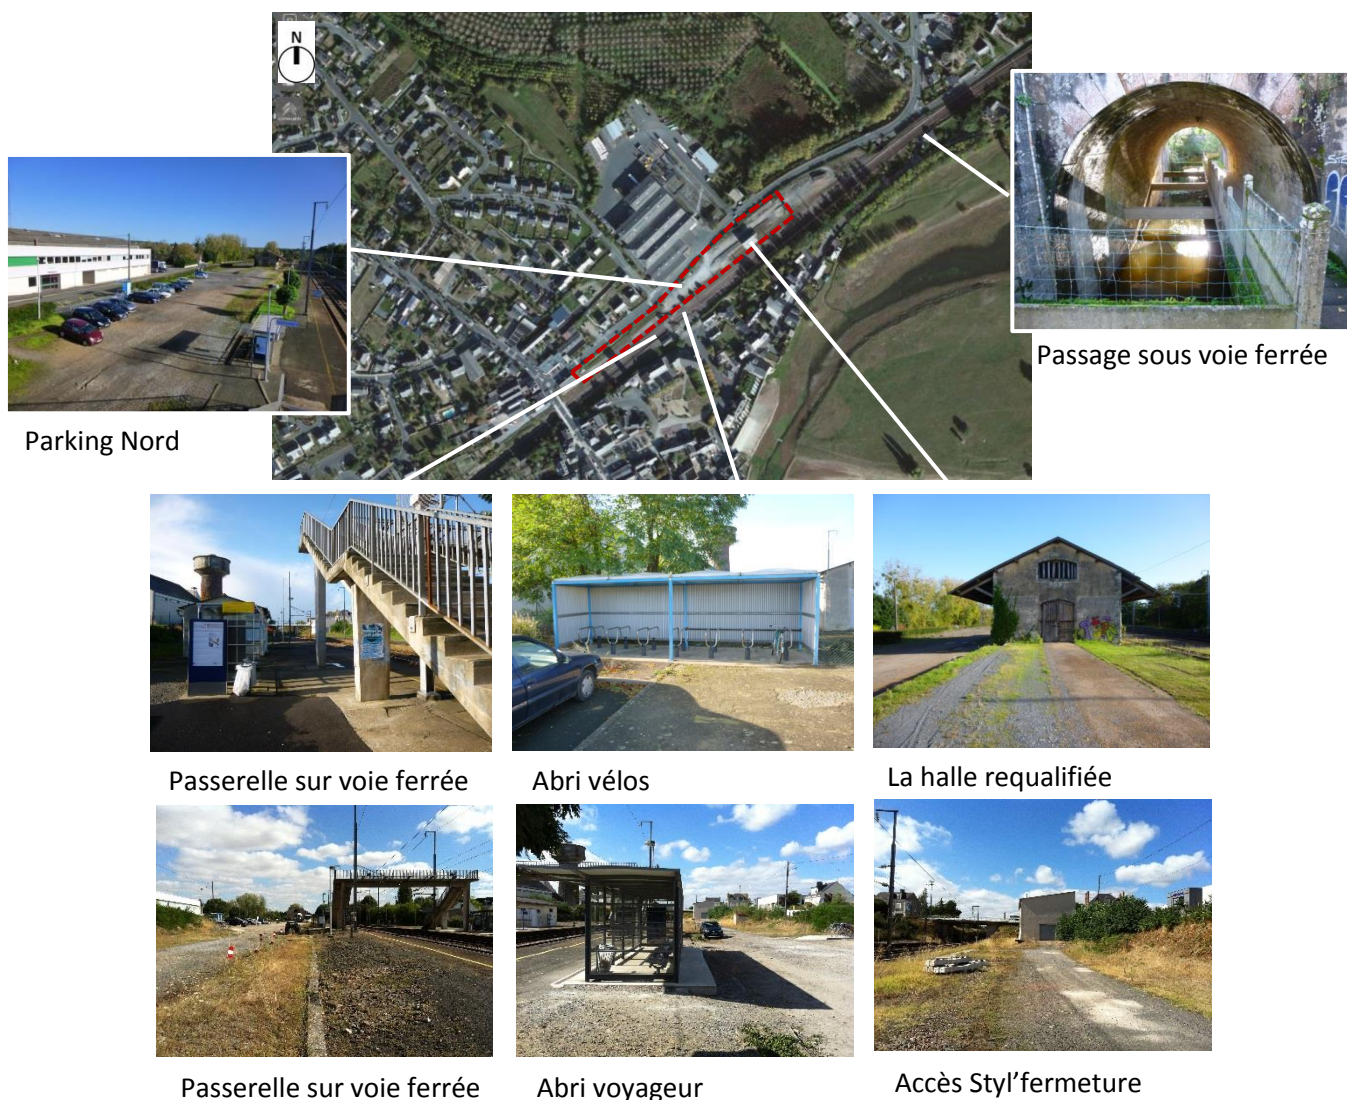 N
Passage sous voie ferrée
Parking Nord
Passerelle sur voie ferrée
Abri vélos
La halle requalifiée
Passerelle sur voie ferrée
Abri voyageur
Accès Styl’fermeture